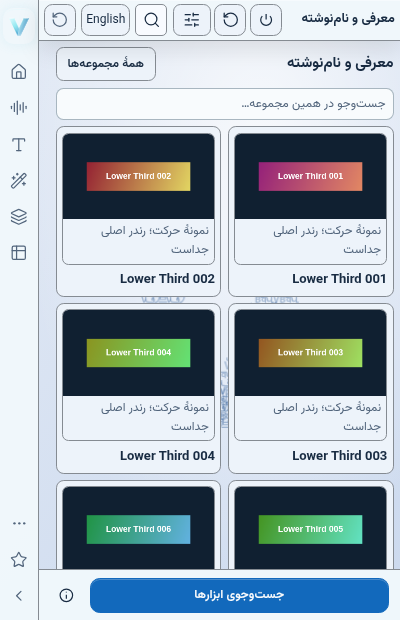 معرفی و نام‌نوشته
English
معرفی و نام‌نوشته
همهٔ مجموعه‌ها
جست‌وجو در همین مجموعه...
Lower Third 001
نمونهٔ حرکت؛ رندر اصلی
جداست
Lower Third 001
Lower Third 002
نمونهٔ حرکت؛ رندر اصلی
جداست
Lower Third 002
Lower Third 003
نمونهٔ حرکت؛ رندر اصلی
جداست
Lower Third 003
Lower Third 004
نمونهٔ حرکت؛ رندر اصلی
جداست
Lower Third 004
Lower Third 005
Lower Third 006
جست‌وجوی ابزارها